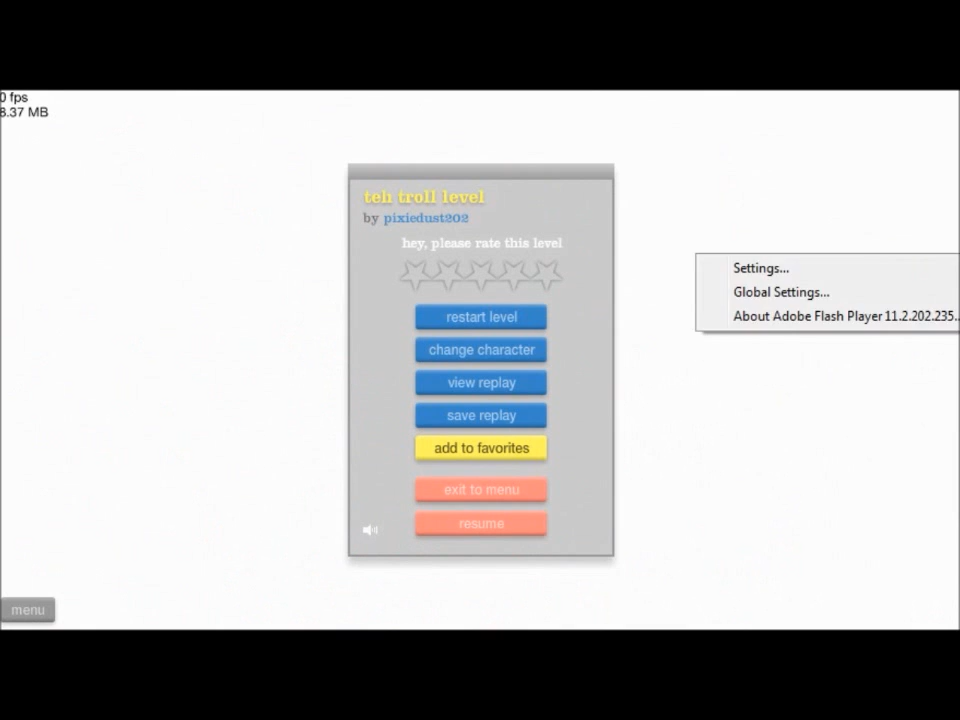 0 fps
8.37 MB
teh troll level
by pixiedust202
hey, please rate this level
restart level
change character
view replay
save replay
add to favorites
exit to menu
resume
Settings...
Global Settings...
About Adobe Flash Player 11.2.202.235...
menu